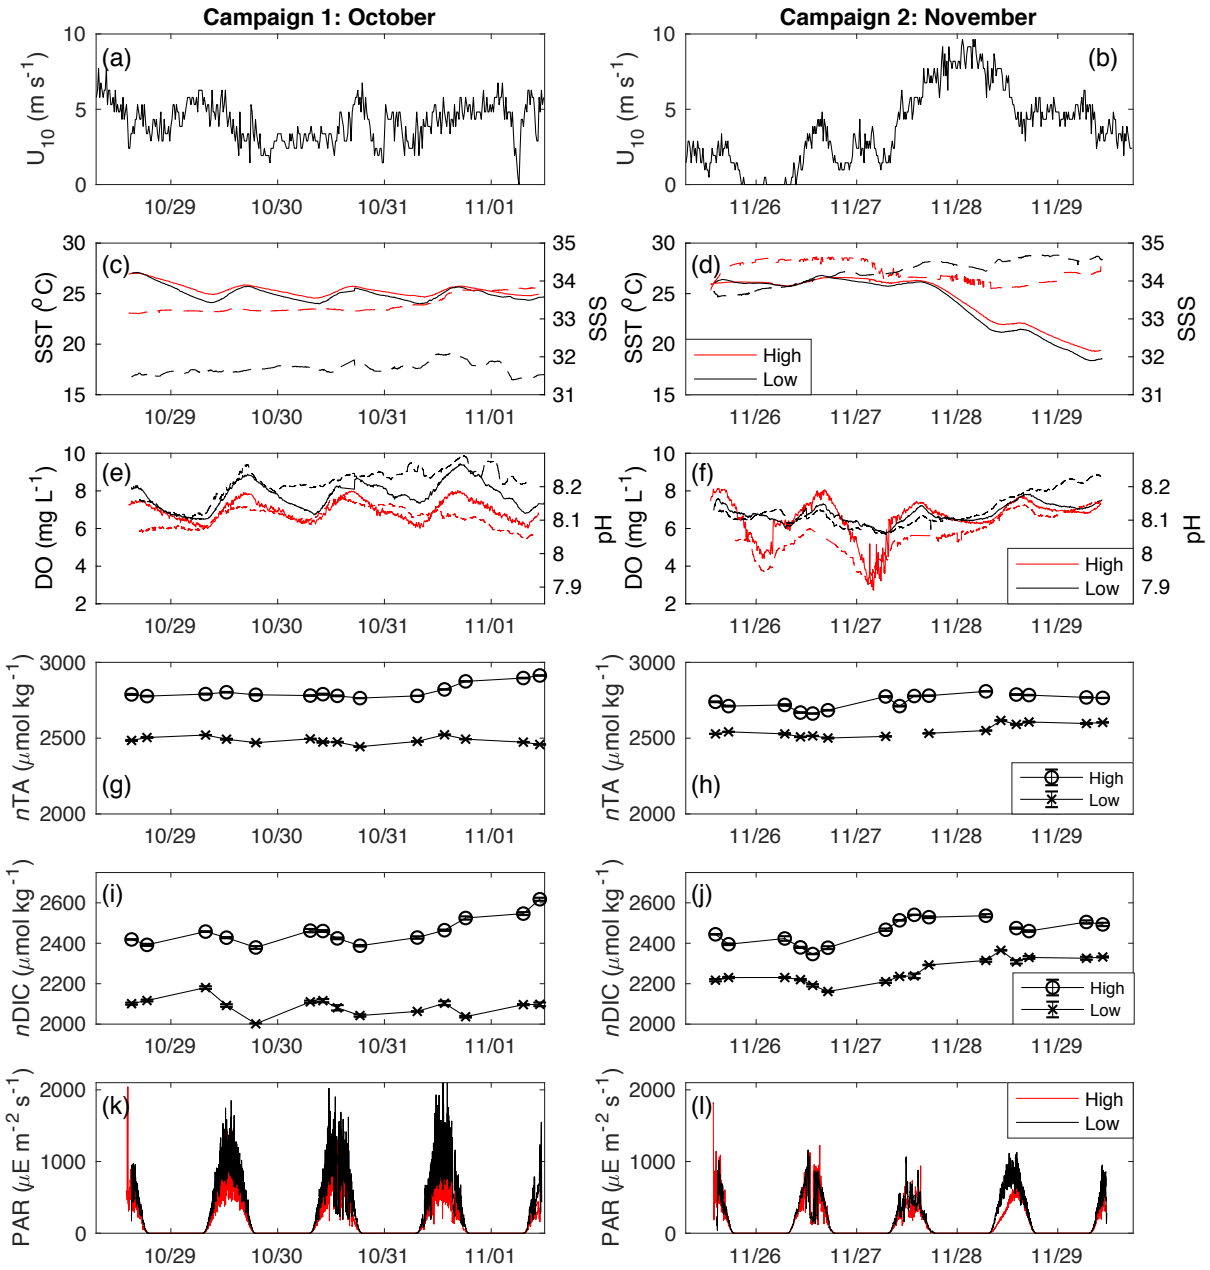 Campaign 1: October
Campaign 2: November
(a)
U10 (m s-1)
10
5
0
10/29
10/30
10/31
11/01
(b)
U10 (m s-1)
10
5
0
11/26
11/27
11/28
11/29
(c)
SST (oC)
30
25
20
15
SSS
35
34
33
32
31
10/29
10/30
10/31
11/01
(d)
SST (oC)
30
25
20
15
SSS
35
34
33
32
31
High
Low
11/26
11/27
11/28
11/29
(e)
DO (mg L-1)
10
8
6
4
2
pH
8.2
8.1
8
7.9
10/29
10/30
10/31
11/01
(f)
DO (mg L-1)
10
8
6
4
2
pH
8.2
8.1
8
7.9
High
Low
11/26
11/27
11/28
11/29
(g)
nTA (μmol kg-1)
3000
2500
2000
10/29
10/30
10/31
11/01
(h)
nTA (μmol kg-1)
3000
2500
2000
High
Low
11/26
11/27
11/28
11/29
(i)
nDIC (μmol kg-1)
2600
2400
2200
2000
10/29
10/30
10/31
11/01
(j)
nDIC (μmol kg-1)
2600
2400
2200
2000
High
Low
11/26
11/27
11/28
11/29
(k)
PAR (μE m-2 s-1)
2000
1000
0
10/29
10/30
10/31
11/01
(l)
PAR (μE m-2 s-1)
2000
1000
0
High
Low
11/26
11/27
11/28
11/29